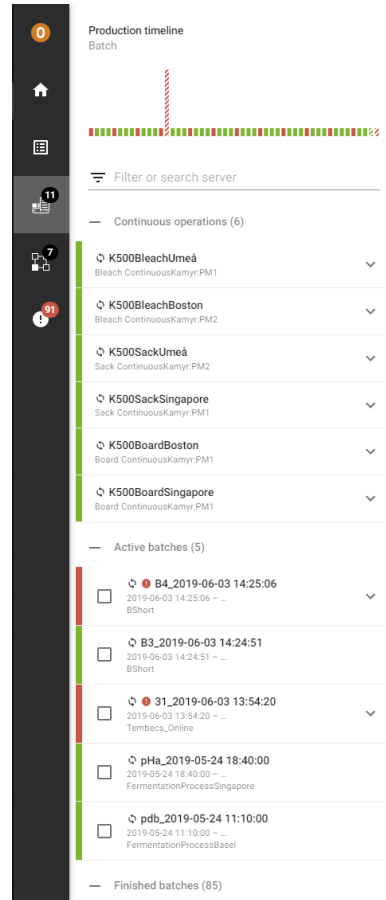 O
Production timeline
Batch
Filter or search server
11
Continuous operations (6)
7
K500BleachUmeå
Bleach ContinuousKamyr:PM1
91
K500BleachBoston
Bleach ContinuousKamyr:PM2
K500SackUmeå
Sack ContinuousKamyr:PM2
K500SackSingapore
Sack ContinuousKamyr:PM1
K500BoardBoston
Board ContinuousKamyr:PM1
K500BoardSingapore
Board ContinuousKamyr:PM1
Active batches (5)
B4_2019-06-03 14:25:06
2019-06-03 14:25:06 – ...
BShort
B3_2019-06-03 14:24:51
2019-06-03 14:24:51 – ...
BShort
31_2019-06-03 13:54:20
2019-06-03 13:54:20 – ...
Tembecs_Online
pHa_2019-05-24 18:40:00
2019-05-24 18:40:00 – ...
FermentationProcessSingapore
pdb_2019-05-24 11:10:00
2019-05-24 11:10:00 – ...
FermentationProcessBasel
Finished batches (85)